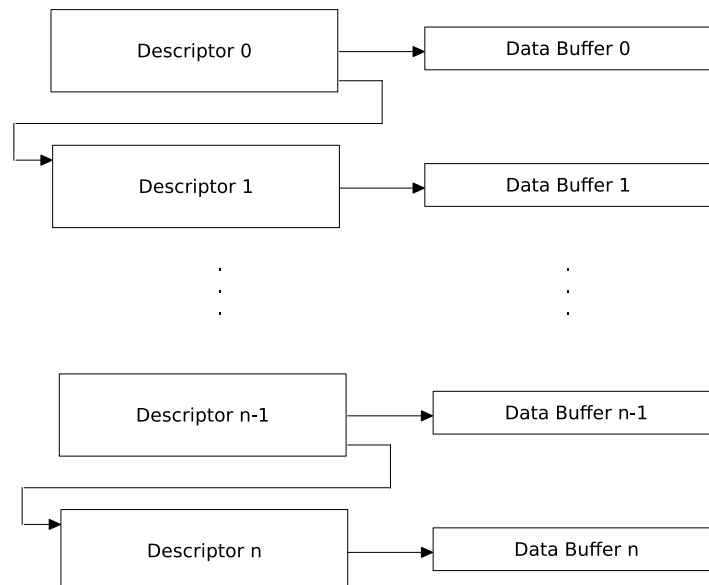 Descriptor 0
Data Buffer 0
Descriptor 1
Data Buffer 1
Descriptor n-1
Data Buffer n-1
Descriptor n
Data Buffer n